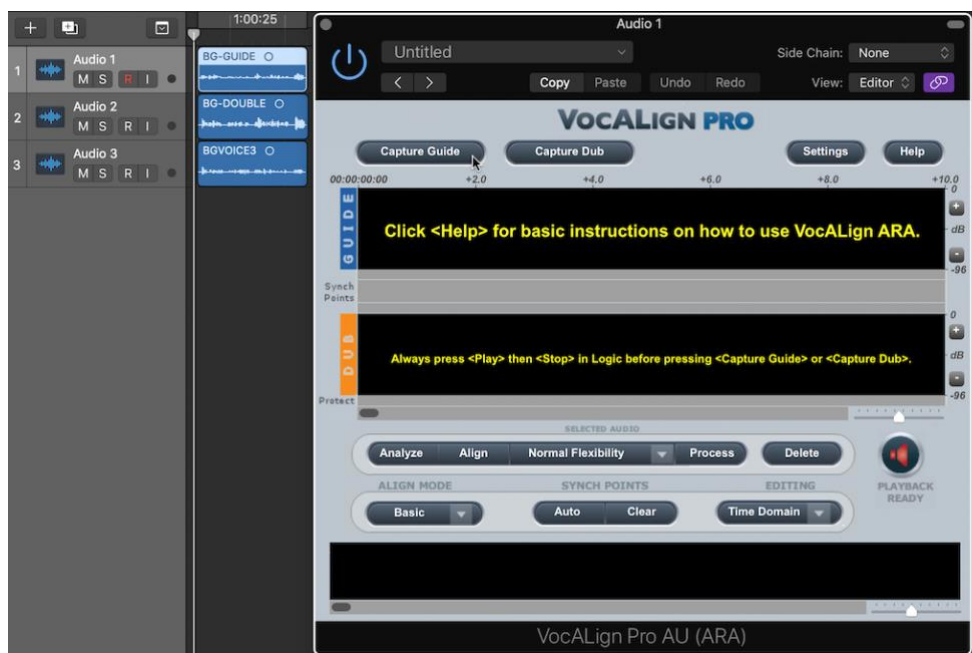 1:00:25
Audio 1
Untitled
Side Chain: None
Copy Paste Undo Redo View: Editor
1 Audio 1
M S R I
BG-GUIDE
2 Audio 2
M S R I
BG-DOUBLE
3 Audio 3
M S R I
BGVOICE3
VOCALIGN PRO
Capture Guide Capture Dub Settings Help
00:00:00:00 +2.0 +4.0 +6.0 +8.0 +10.0
GUIDE
Click <Help> for basic instructions on how to use VocALign ARA.
0
+
dB
-
-96
Synch
Points
DUB
Always press <Play> then <Stop> in Logic before pressing <Capture Guide> or <Capture Dub>.
0
+
dB
-
-96
Protect
SELECTED AUDIO
Analyze Align Normal Flexibility Process Delete
PLAYBACK
READY
ALIGN MODE SYNCH POINTS EDITING
Basic Auto Clear Time Domain
VocALign Pro AU (ARA)